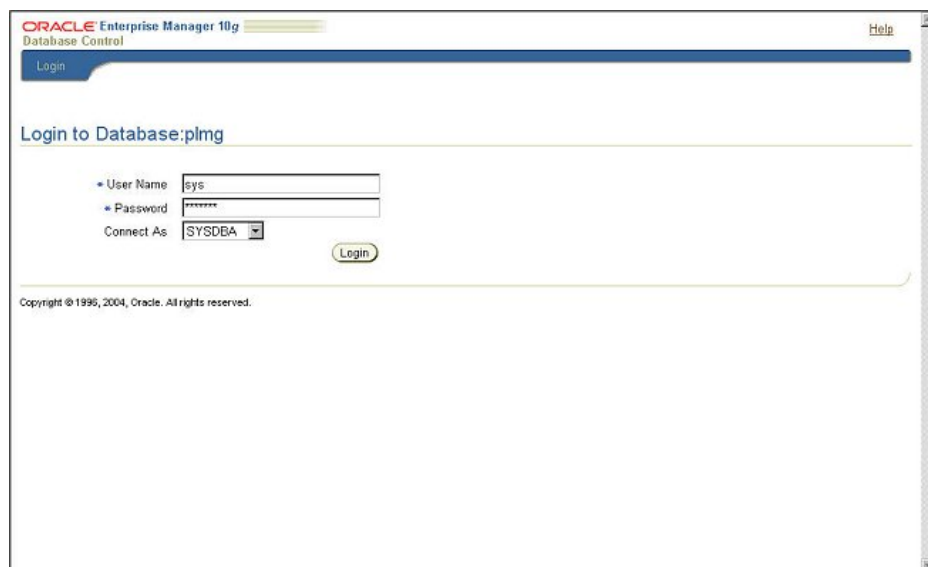 ORACLE Enterprise Manager 10g
Database Control
Help
Login
Login to Database:plmg
* User Name sys
* Password *******
Connect As SYSDBA
Login
Copyright © 1996, 2004, Oracle. All rights reserved.